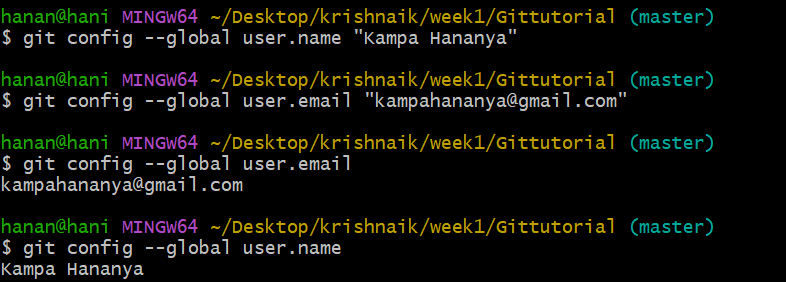 hanan@hani MINGW64 ~/Desktop/krishnaik/week1/Gittutorial (master)
$ git config --global user.name "Kampa Hananya"
hanan@hani MINGW64 ~/Desktop/krishnaik/week1/Gittutorial (master)
$ git config --global user.email "kampahananya@gmail.com"
hanan@hani MINGW64 ~/Desktop/krishnaik/week1/Gittutorial (master)
$ git config --global user.email
kampahananya@gmail.com
hanan@hani MINGW64 ~/Desktop/krishnaik/week1/Gittutorial (master)
$ git config --global user.name
Kampa Hananya